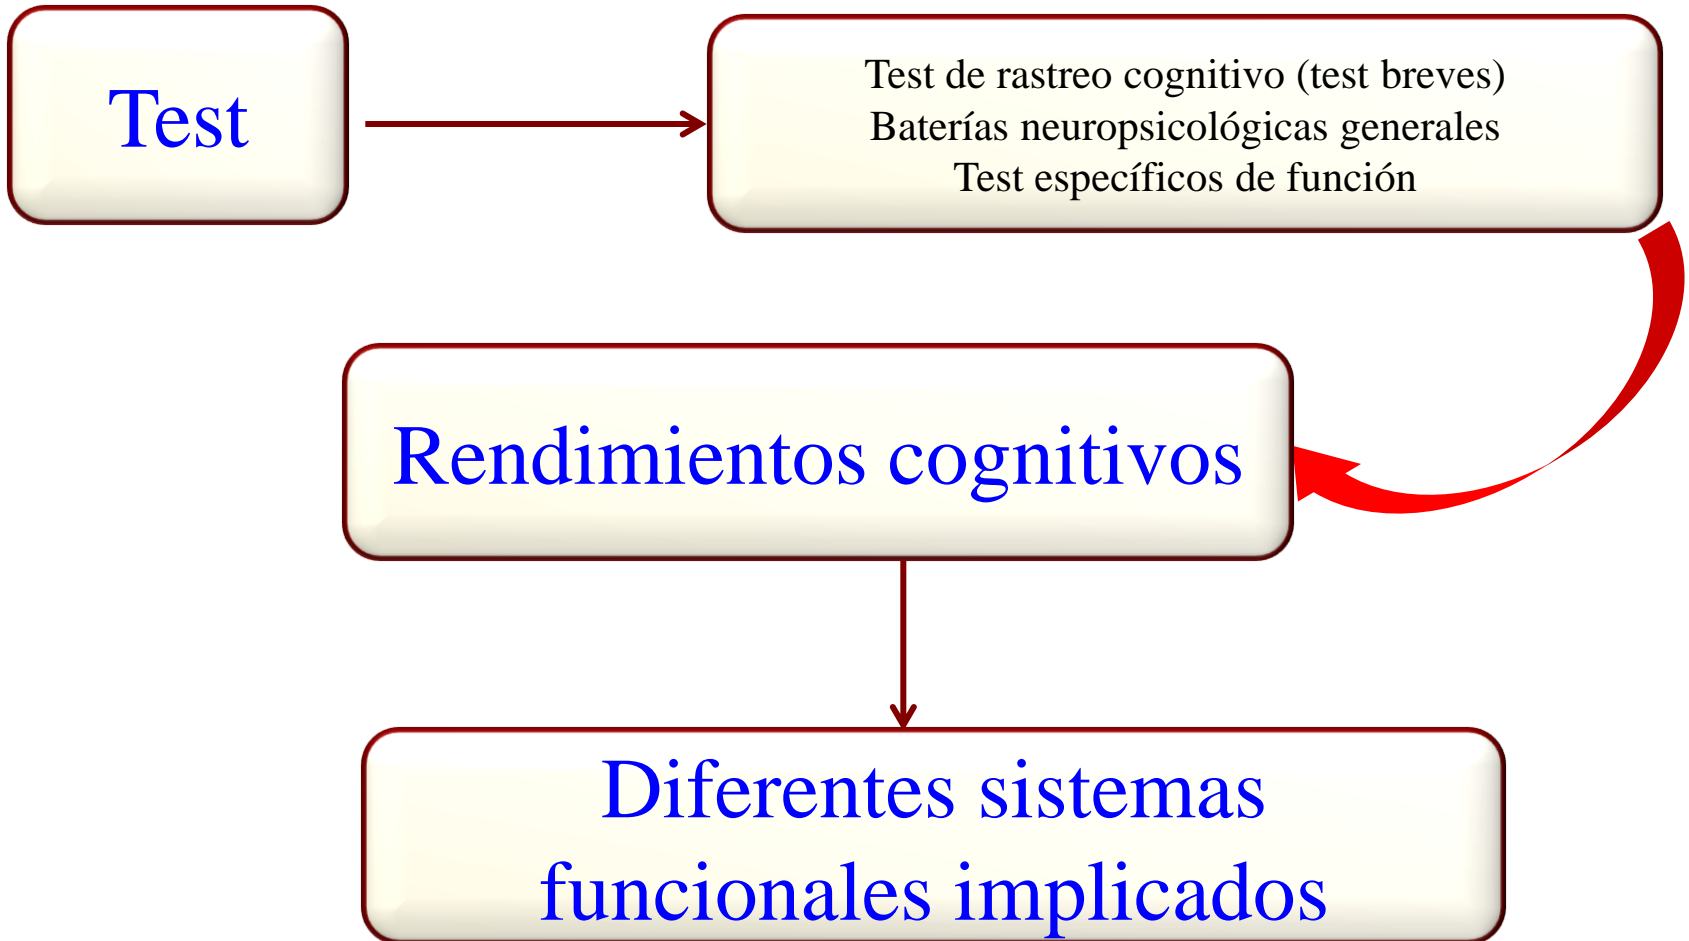 Test
Test de rastreo cognitivo (test breves)
Baterías neuropsicológicas generales
Test específicos de función
Rendimientos cognitivos
Diferentes sistemas
funcionales implicados